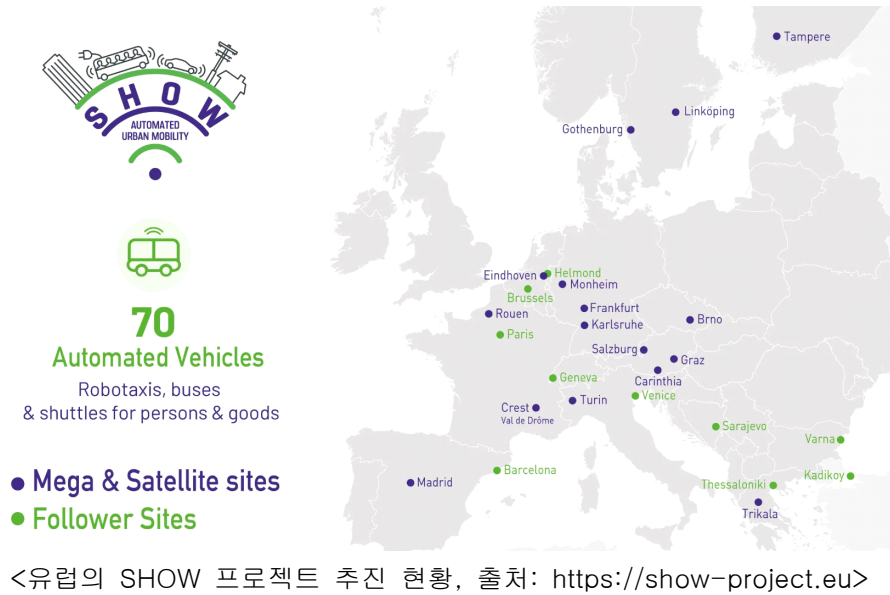 SHOW
AUTOMATED
URBAN MOBILITY
70
Automated Vehicles
Robotaxis, buses
& shuttles for persons & goods
Mega & Satellite sites
Follower Sites
Tampere
Linköping
Gothenburg
Eindhoven
Helmond
Monheim
Brussels
Rouen
Frankfurt
Paris
Karlsruhe
Brno
Salzburg
Graz
Carinthia
Geneva
Venice
Turin
Crest
Val de Drôme
Sarajevo
Varna
Barcelona
Madrid
Kadikoy
Thessaloniki
Trikala
<유럽의 SHOW 프로젝트 추진 현황, 출처: https://show-project.eu>